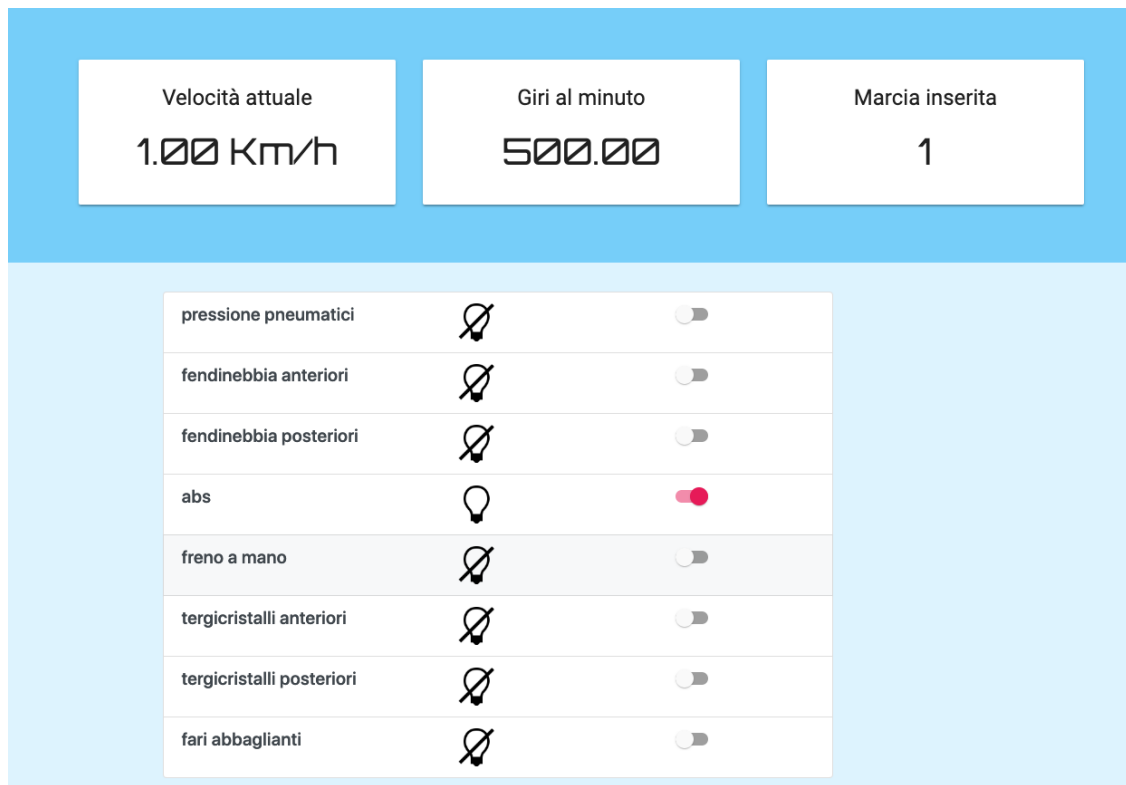 Velocità attuale
1.00 Km/h
Giri al minuto
500.00
Marcia inserita
1
pressione pneumatici
fendinebbia anteriori
fendinebbia posteriori
abs
freno a mano
tergicristalli anteriori
tergicristalli posteriori
fari abbaglianti